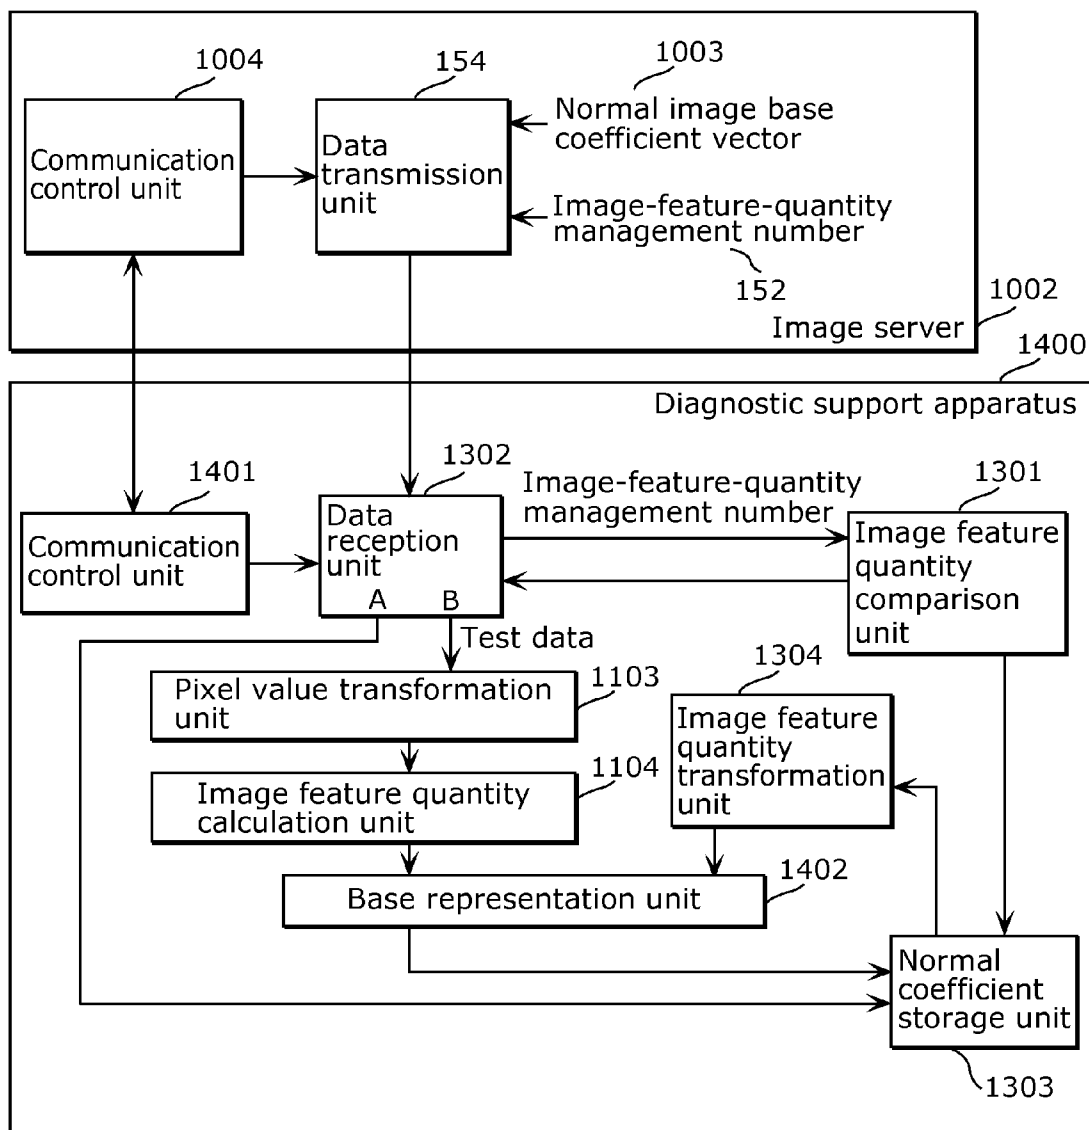 1004
154
1003
Communication
control unit
Data
transmission
unit
Normal image base
coefficient vector
Image-feature-quantity
management number
152
1002
Image server
1400
Diagnostic support apparatus
1401
1302
Image-feature-quantity
management number
1301
Communication
control unit
Data
reception
unit
A
B
Image feature
quantity
comparison
unit
Test data
1304
Pixel value transformation
unit
1103
Image feature
quantity
transformation
unit
Image feature quantity
calculation unit
1104
Base representation unit
1402
Normal
coefficient
storage unit
1303